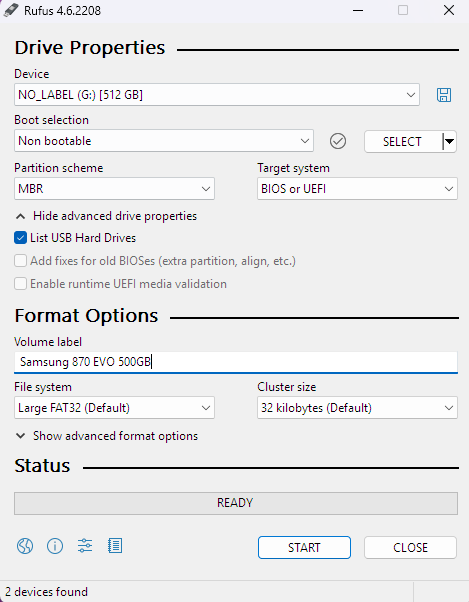 Rufus 4.6.2208
Drive Properties
Device
NO_LABEL (G:) [512 GB]
Boot selection
Non bootable
SELECT
Partition scheme
Target system
MBR
BIOS or UEFI
Hide advanced drive properties
List USB Hard Drives
Add fixes for old BIOSes (extra partition, align, etc.)
Enable runtime UEFI media validation
Format Options
Volume label
Samsung 870 EVO 500GB
File system
Cluster size
Large FAT32 (Default)
32 kilobytes (Default)
Show advanced format options
Status
READY
START
CLOSE
2 devices found